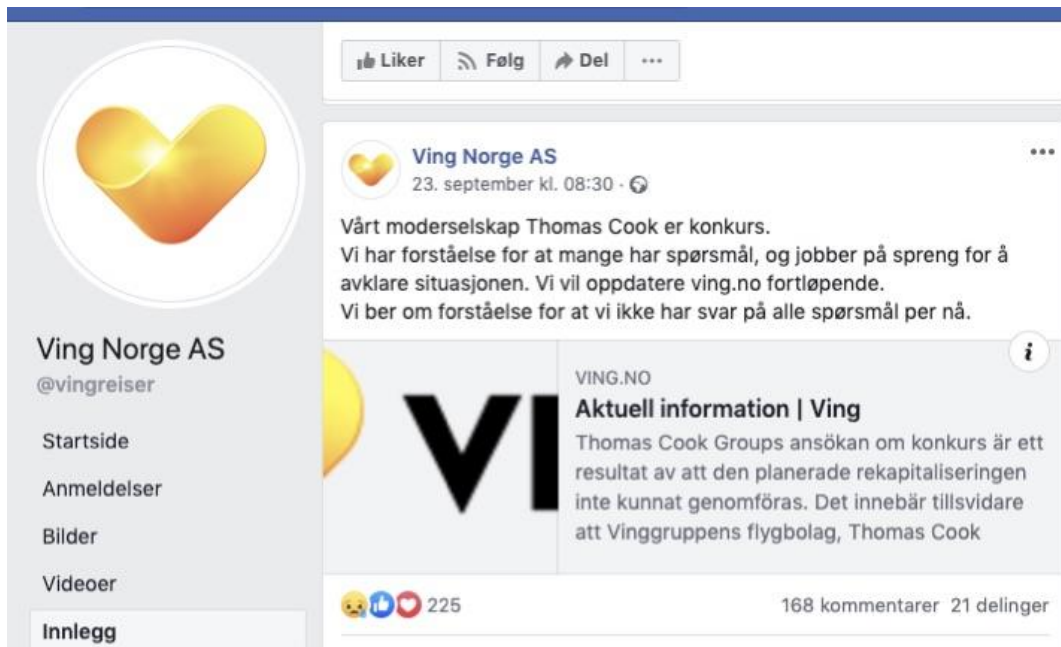 Liker Følg Del ...
Ving Norge AS
23. september kl. 08:30 ·
Vårt moderselskap Thomas Cook er konkurs.
Vi har forståelse for at mange har spørsmål, og jobber på spreng for å
avklare situasjonen. Vi vil oppdatere ving.no fortløpende.
Vi ber om forståelse for at vi ikke har svar på alle spørsmål per nå.
VI
i
VING.NO
Aktuell information | Ving
Thomas Cook Groups ansökan om konkurs är ett
resultat av att den planerade rekapitaliseringen
inte kunnat genomföras. Det innebär tillsvidare
att Vinggruppens flygbolag, Thomas Cook
225
168 kommentarer 21 delinger
Ving Norge AS
@vingreiser
Startside
Anmeldelser
Bilder
Videoer
Innlegg